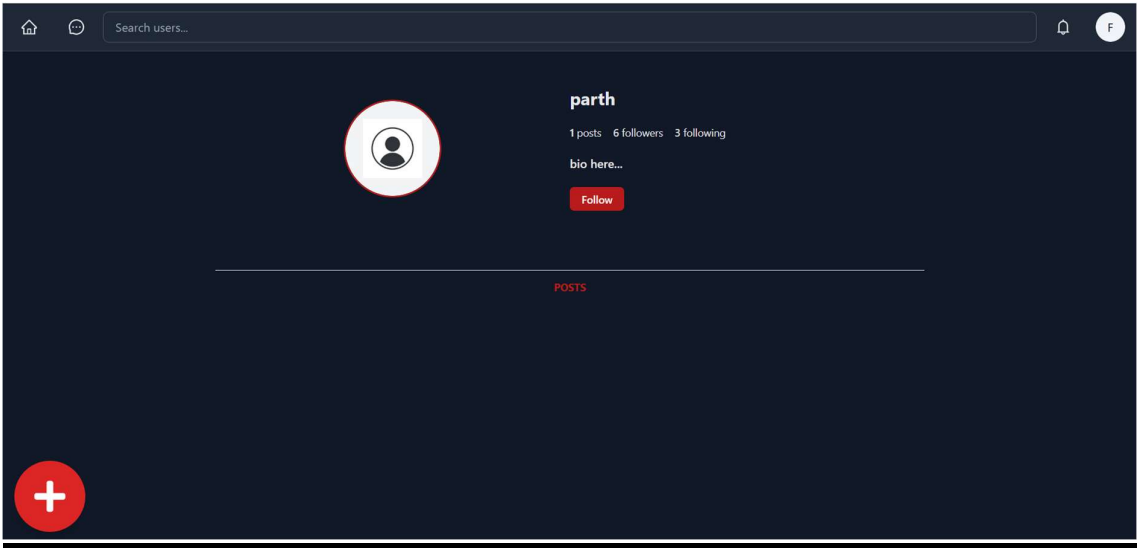 Search users...
F
parth
1 posts 6 followers 3 following
bio here...
Follow
POSTS